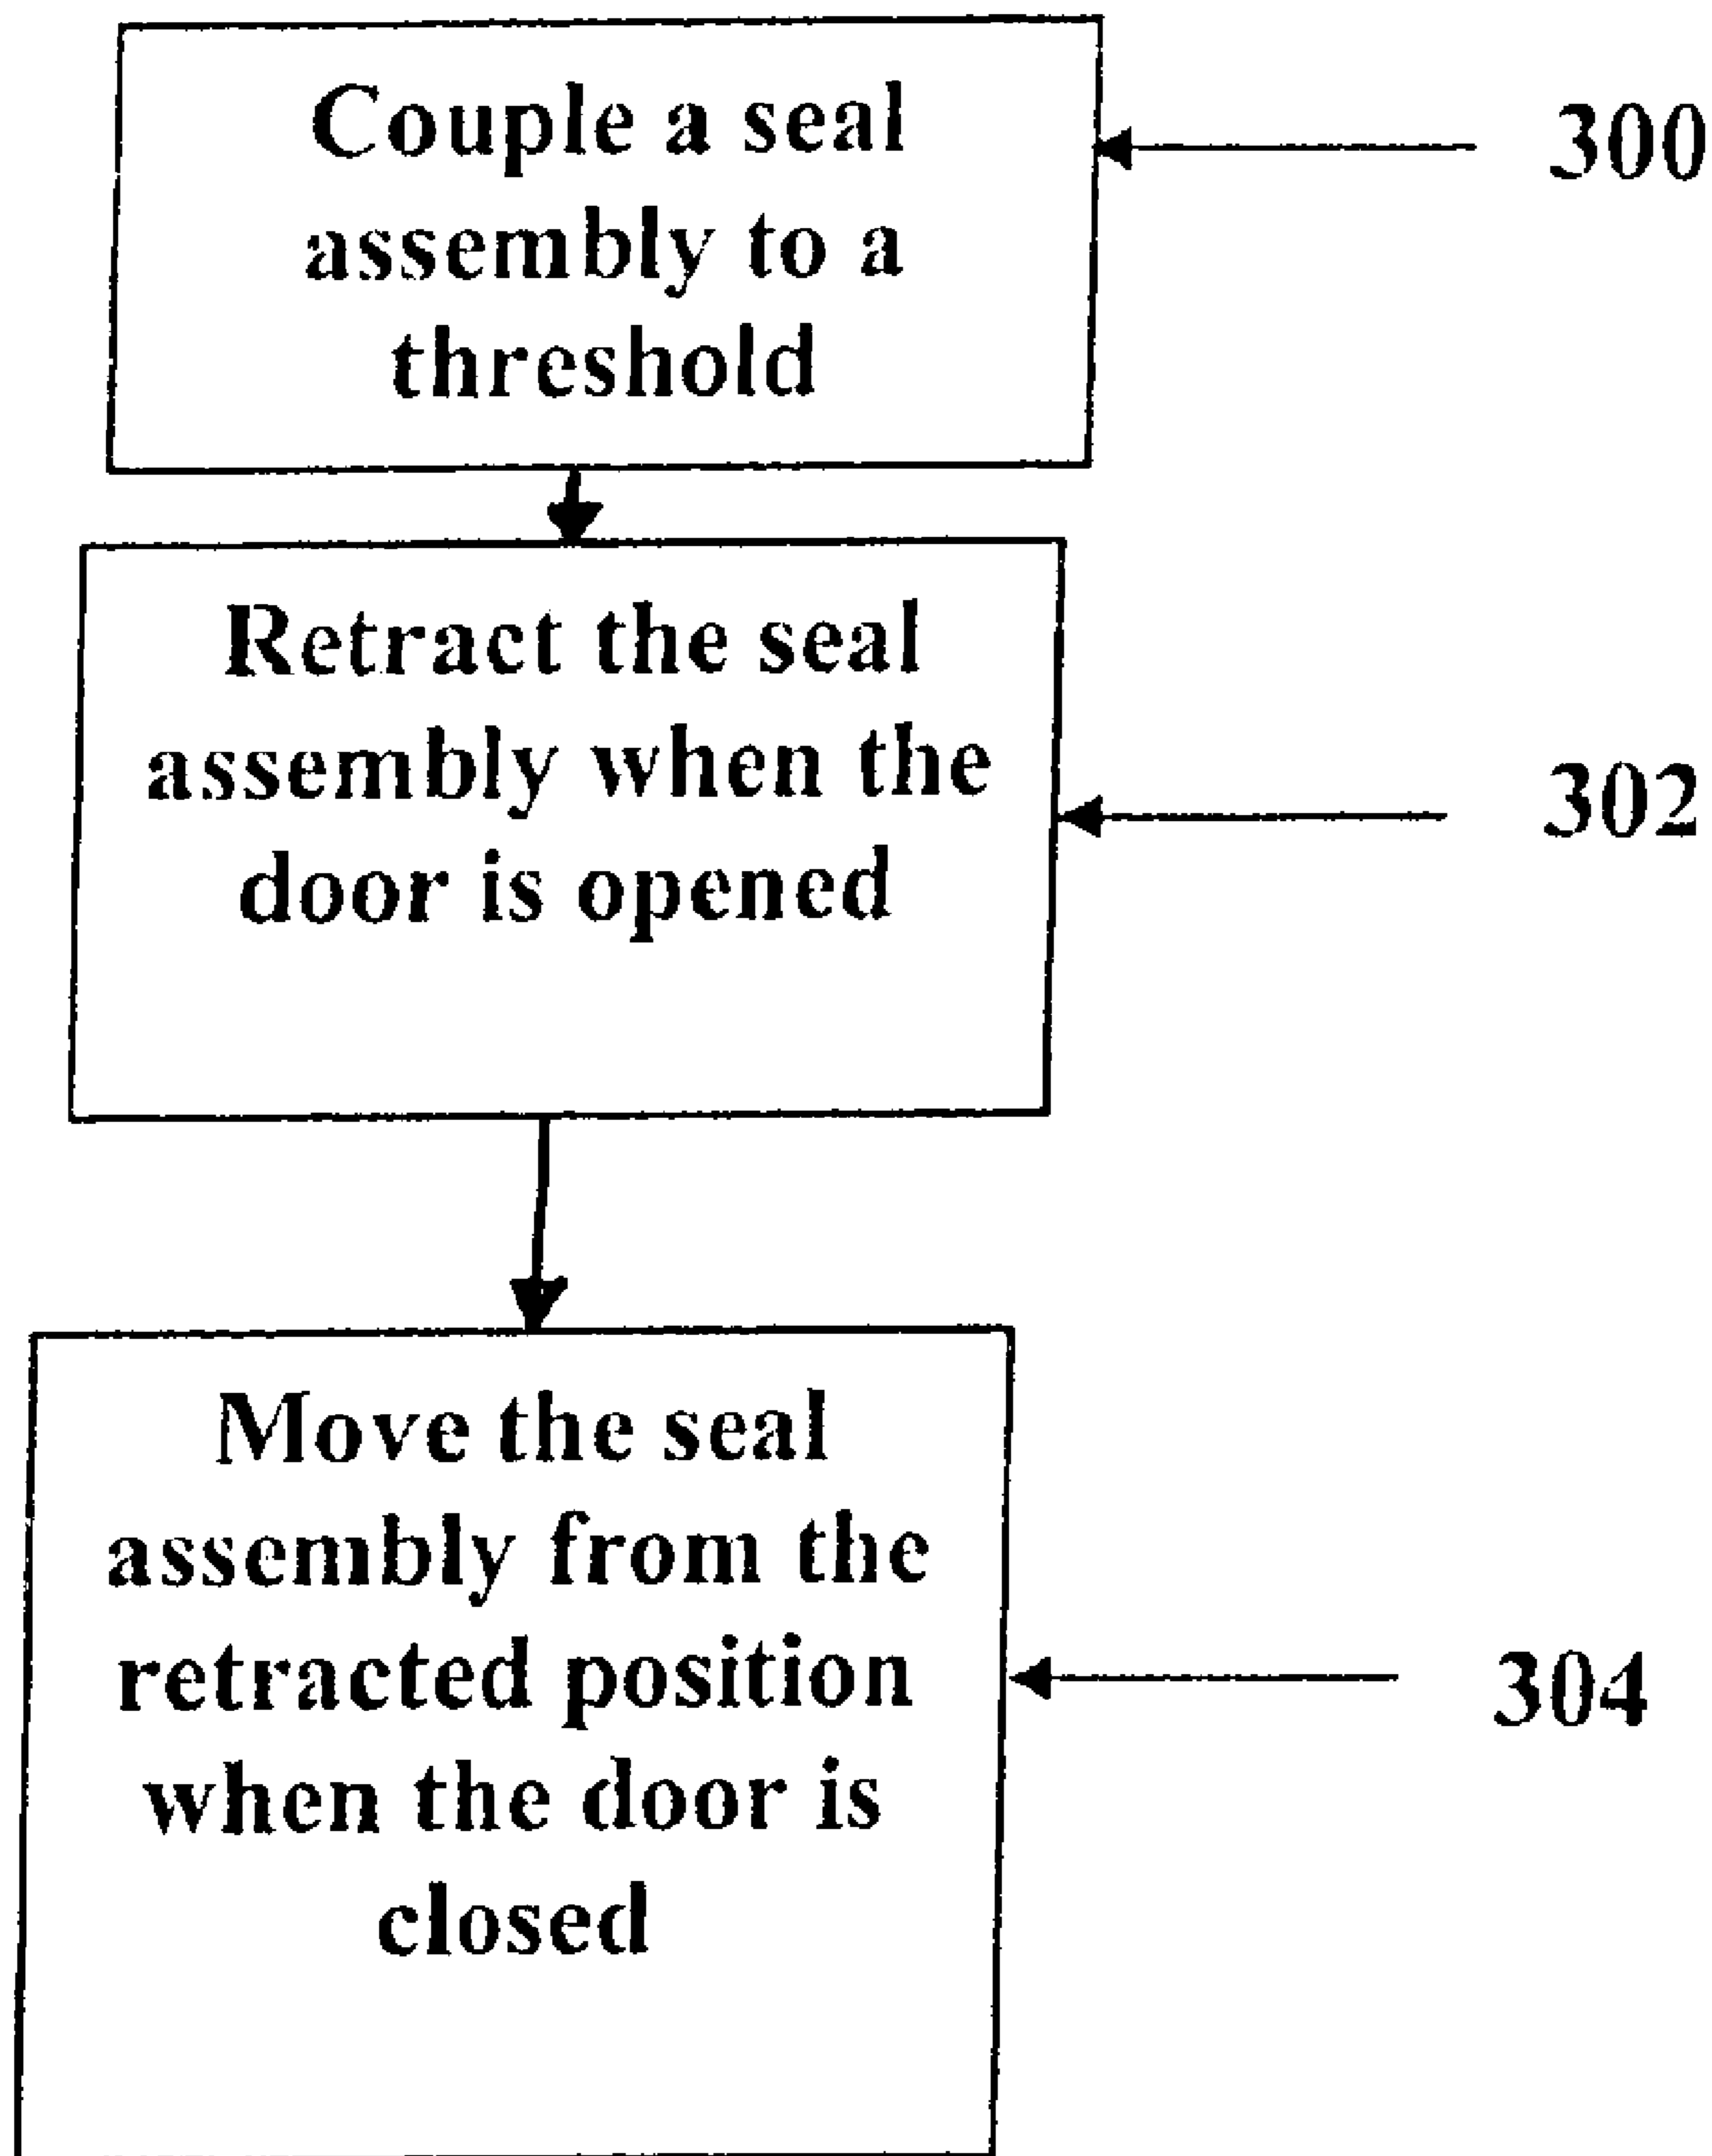 Couple a seal
assembly to a
threshold
300
Retract the seal
assembly when the
door is opened
302
Move the seal
assembly from the
retracted position
when the door is
closed
304